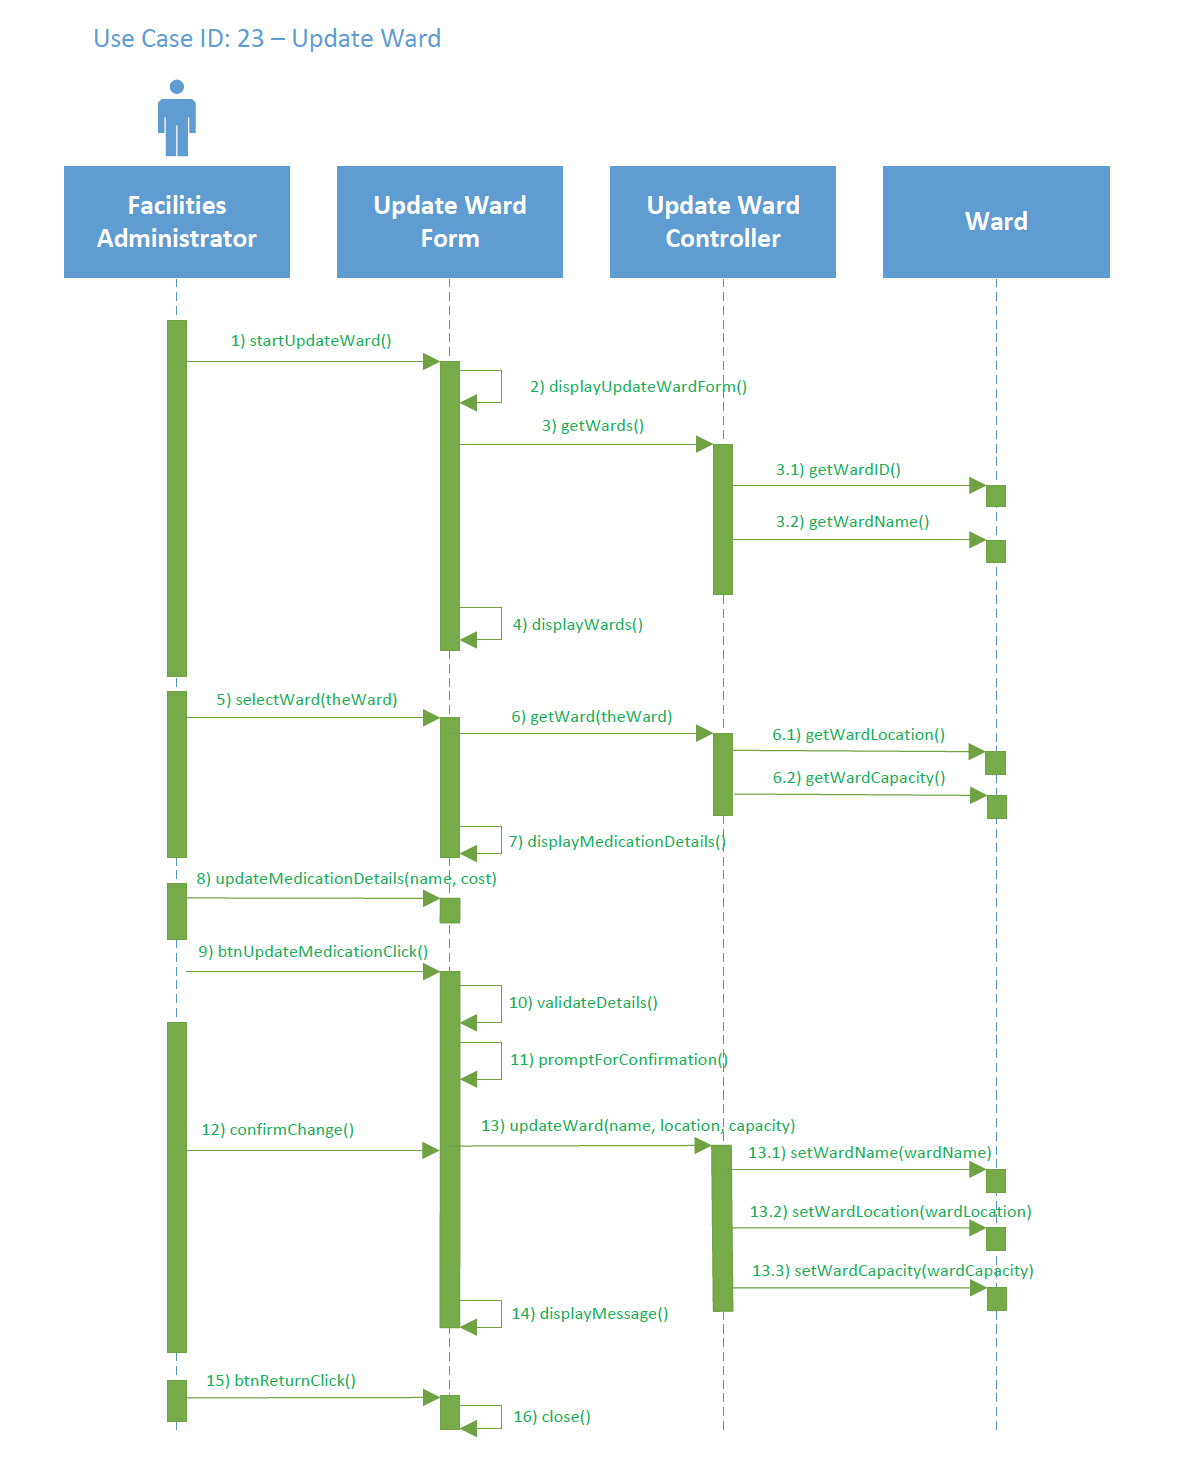 Use Case ID: 23 – Update Ward
Facilities
Administrator
Update Ward
Form
Update Ward
Controller
Ward
1) startUpdateWard()
2) displayUpdateWardForm()
3) getWards()
3.1) getWardID()
3.2) getWardName()
4) displayWards()
5) selectWard(theWard)
6) getWard(theWard)
6.1) getWardLocation()
6.2) getWardCapacity()
7) displayMedicationDetails()
8) updateMedicationDetails(name, cost)
9) btnUpdateMedicationClick()
10) validateDetails()
11) promptForConfirmation()
12) confirmChange()
13) updateWard(name, location, capacity)
13.1) setWardName(wardName)
13.2) setWardLocation(wardLocation)
13.3) setWardCapacity(wardCapacity)
14) displayMessage()
15) btnReturnClick()
16) close()